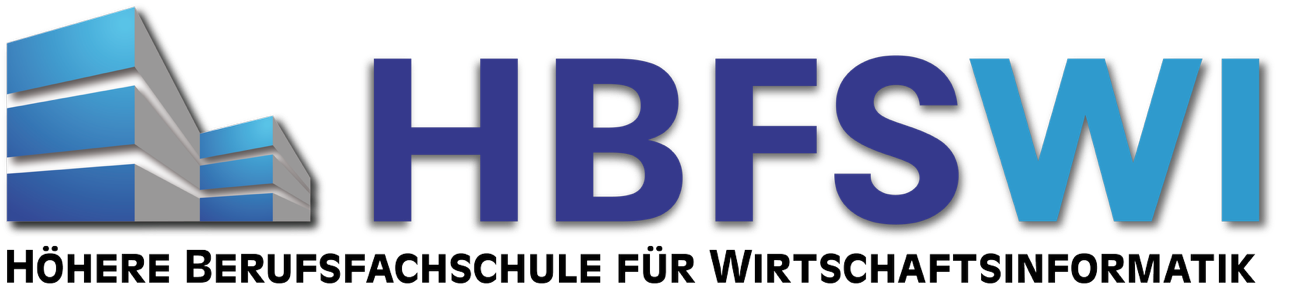 HBFSWI
HÖHERE BERUFSFACHSCHULE FÜR WIRTSCHAFTSINFORMATIK